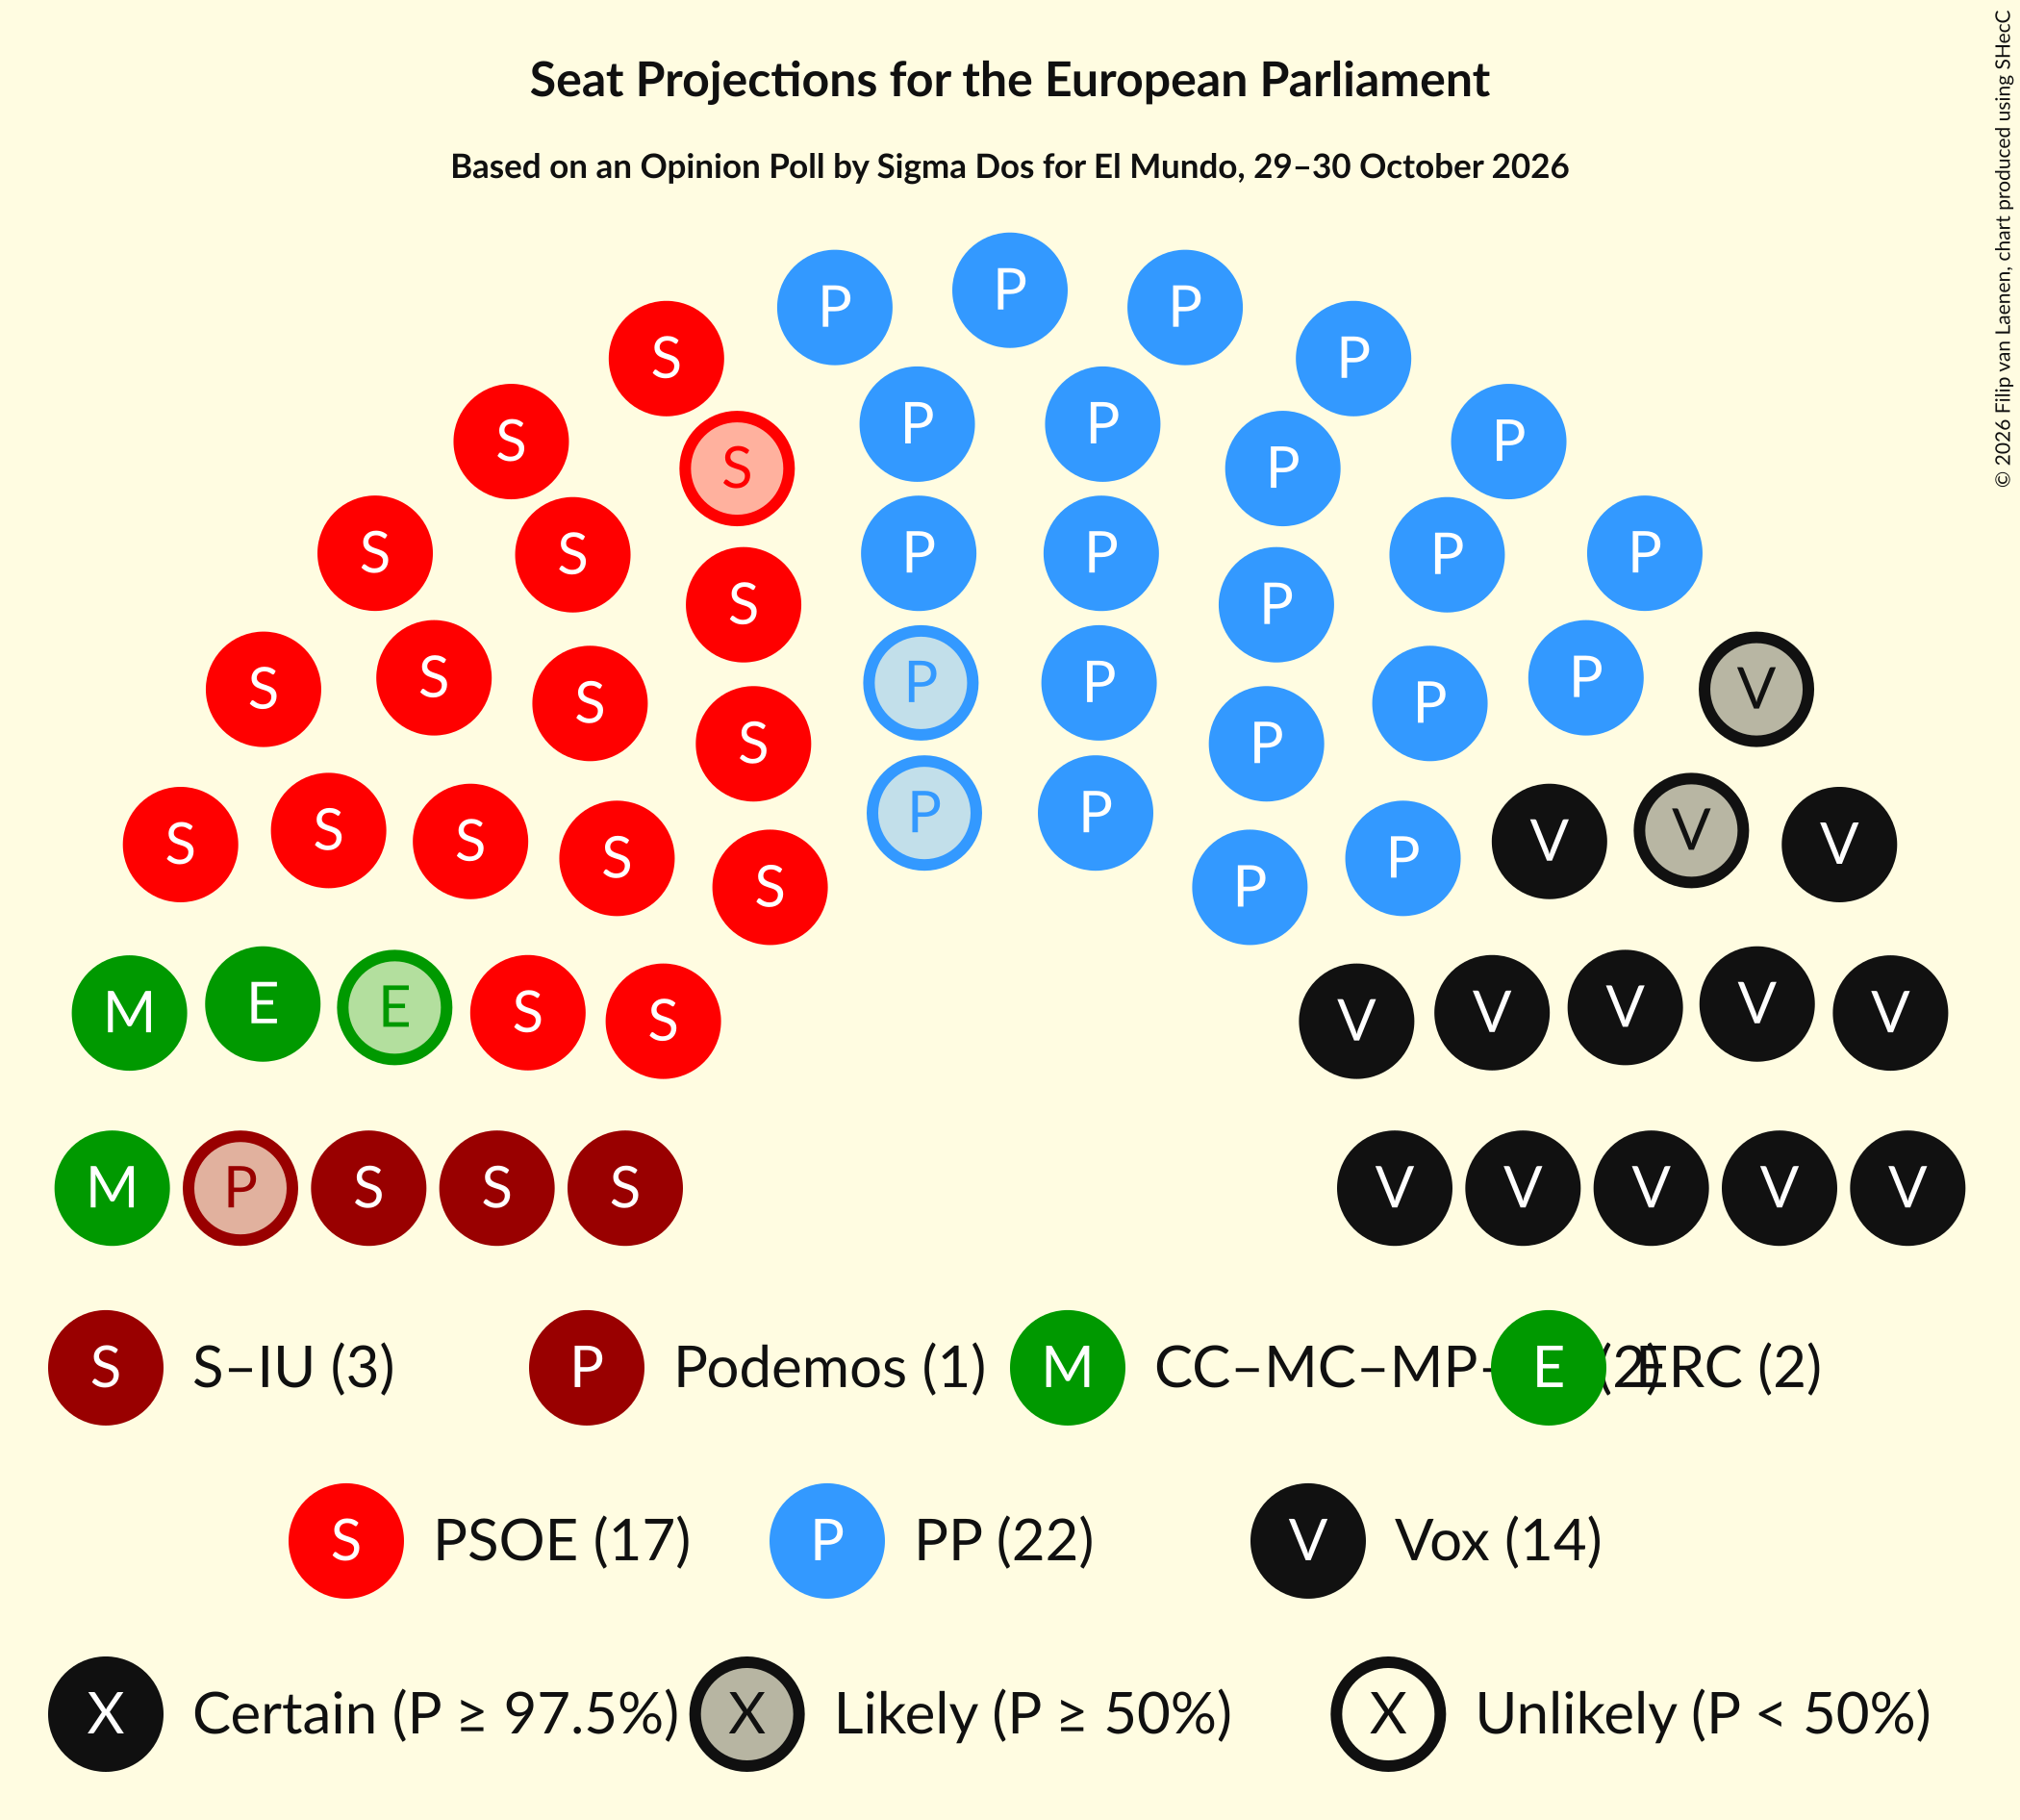 Seat Projections for the European Parliament
Based on an Opinion Poll by Sigma Dos for El Mundo, 29–30 October 2026
© 2026 Filip van Laenen, chart produced using SHecC
P
P P
S P
S P
S P P
S P
S S P P
P P
S P
S P
P P
S V
S S P P
S P
P
S V V
S S V V
S P
S P
E V
M E S S V V V V
M P S S S V V V V V
S S–IU (3) P Podemos (1) M CC–MC–MP– (2) E ERC (2)
S PSOE (17) P PP (22) V Vox (14)
X Certain (P ≥ 97.5%) X Likely (P ≥ 50%) X Unlikely (P < 50%)